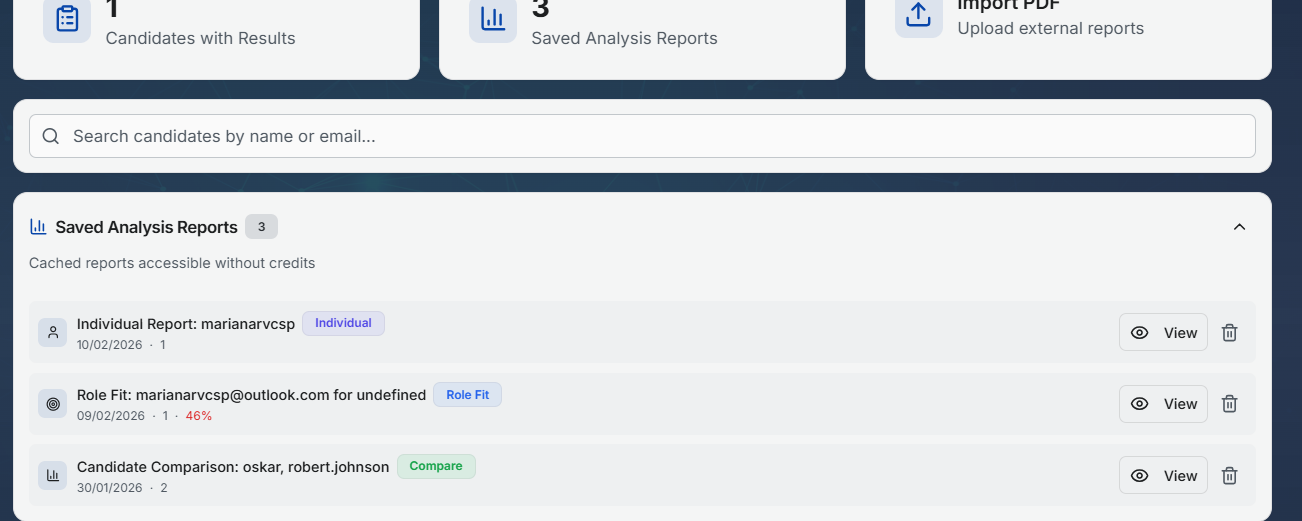 1
Candidates with Results
3
Saved Analysis Reports
Import PDF
Upload external reports
Search candidates by name or email...
Saved Analysis Reports 3
Cached reports accessible without credits
Individual Report: marianarvcsp Individual
10/02/2026 · 1
View
Role Fit: marianarvcsp@outlook.com for undefined Role Fit
09/02/2026 · 1 · 46%
View
Candidate Comparison: oskar, robert.johnson Compare
30/01/2026 · 2
View